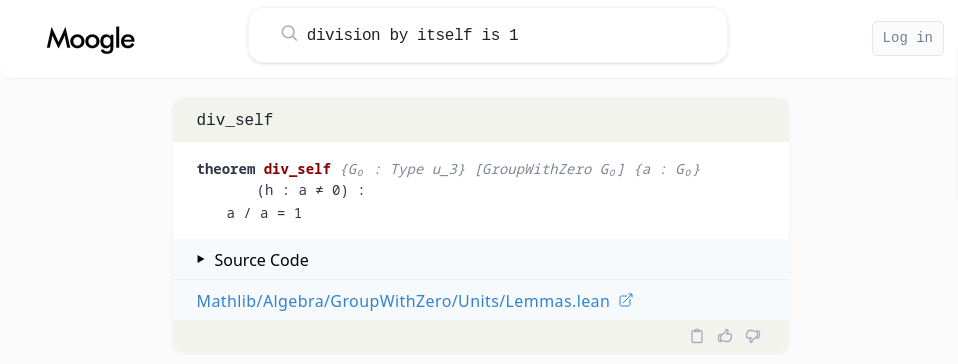 Moogle
division by itself is 1
Log in
div_self
theorem div_self {G₀ : Type u_3} [GroupWithZero G₀] {a : G₀}
(h : a ≠ 0) :
a / a = 1
Source Code
Mathlib/Algebra/GroupWithZero/Units/Lemmas.lean